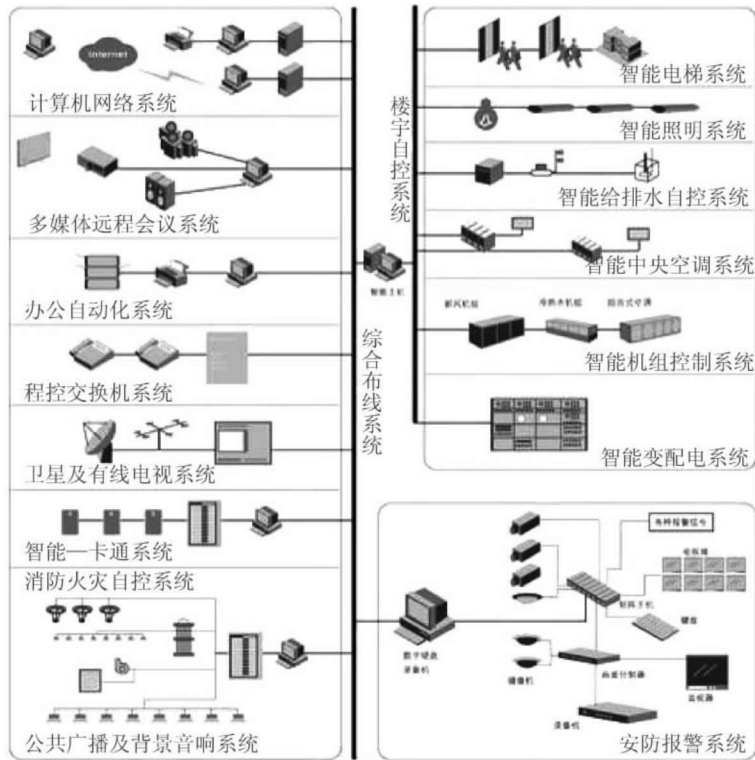 Internet
计算机网络系统
多媒体远程会议系统
办公自动化系统
程控交换机系统
卫星及有线电视系统
智能一卡通系统
消防火灾自控系统
公共广播及背景音响系统
综合布线系统
楼宇自控系统
智能主机
智能电梯系统
智能照明系统
智能给排水自控系统
智能中央空调系统
新风机组
冷热水机组
组合式空调
智能机组控制系统
智能变配电系统
各种报警信号
电视墙
矩阵主机
键盘
数字硬盘
录像机
摄像机
画面分割器
监视器
录像机
安防报警系统